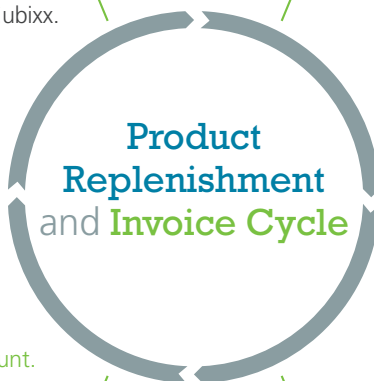 ubixx.
Product
Replenishment
and Invoice Cycle
unt.